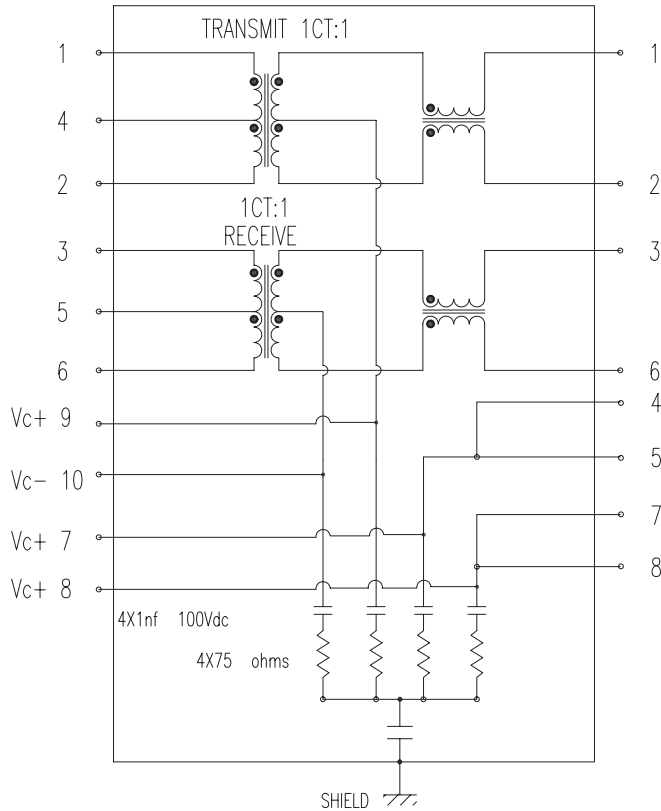 TRANSMIT 1CT:1
1
4
2
1CT:1
RECEIVE
3
5
6
Vc+ 9
Vc- 10
Vc+ 7
Vc+ 8
4X1nf 100Vdc
4X75 ohms
SHIELD
1
2
3
6
4
5
7
8